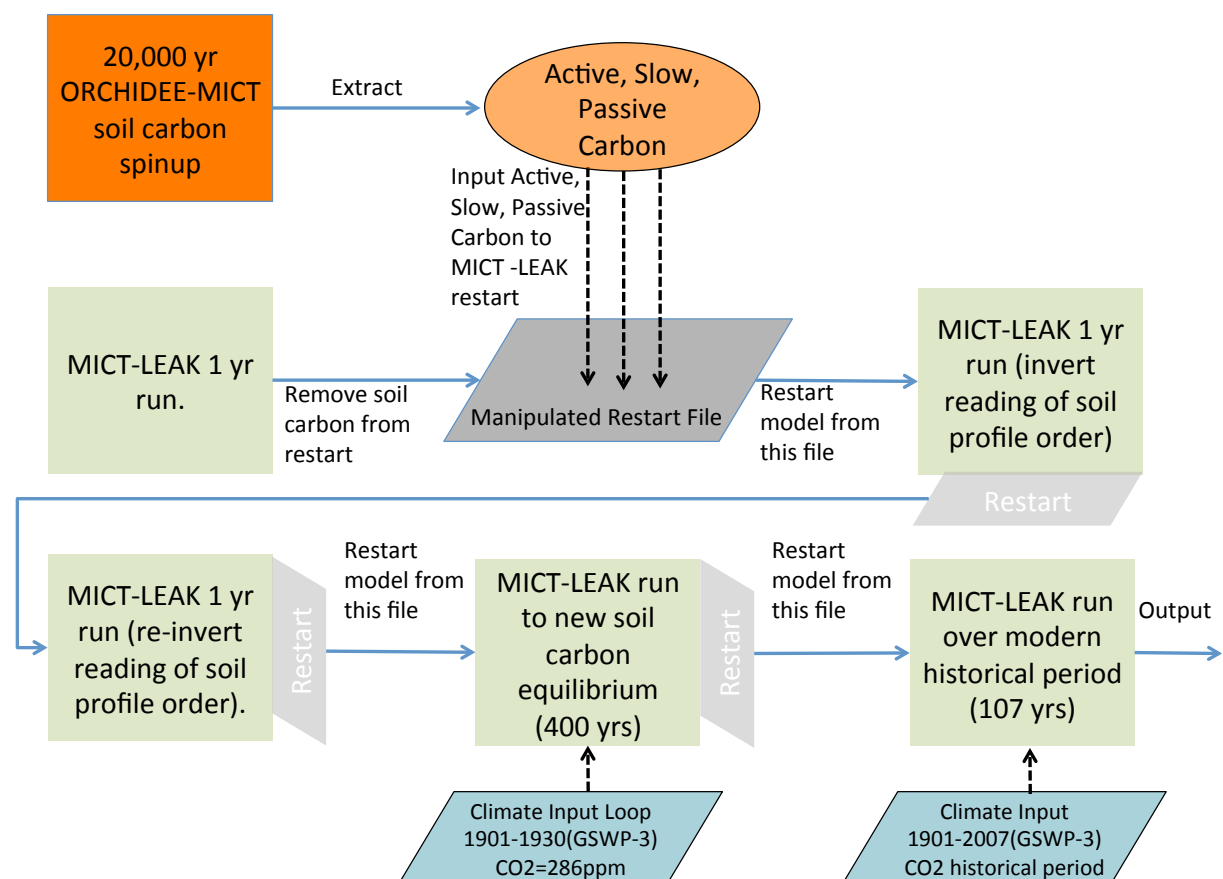 20,000 yr
ORCHIDEE-MICT
soil carbon
spinup
Extract
Active, Slow,
Passive
Carbon
Input Active,
Slow, Passive
Carbon to
MICT -LEAK
restart
MICT-LEAK 1 yr
run.
Remove soil
carbon from
restart
Manipulated Restart File
Restart
model from
this file
MICT-LEAK 1 yr
run (invert
reading of soil
profile order)
Restart
MICT-LEAK 1 yr
run (re-invert
reading of soil
profile order).
Restart
Restart
model from
this file
MICT-LEAK run
to new soil
carbon
equilibrium
(400 yrs)
Restart
Restart
model from
this file
MICT-LEAK run
over modern
historical period
(107 yrs)
Output
Climate Input Loop
1901-1930(GSWP-3)
CO2=286ppm
Climate Input
1901-2007(GSWP-3)
CO2 historical period